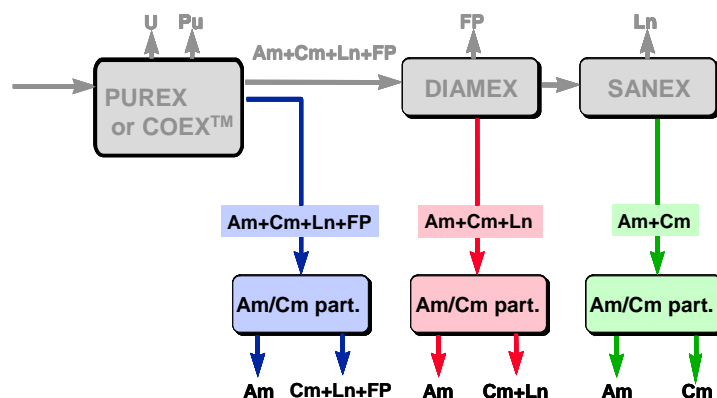 U Pu
Am+Cm+Ln+FP
FP
Ln
PUREX
or COEX™
DIAMEX
SANEX
Am+Cm+Ln+FP
Am+Cm+Ln
Am+Cm
Am/Cm part.
Am/Cm part.
Am/Cm part.
Am
Cm+Ln+FP
Am
Cm+Ln
Am
Cm